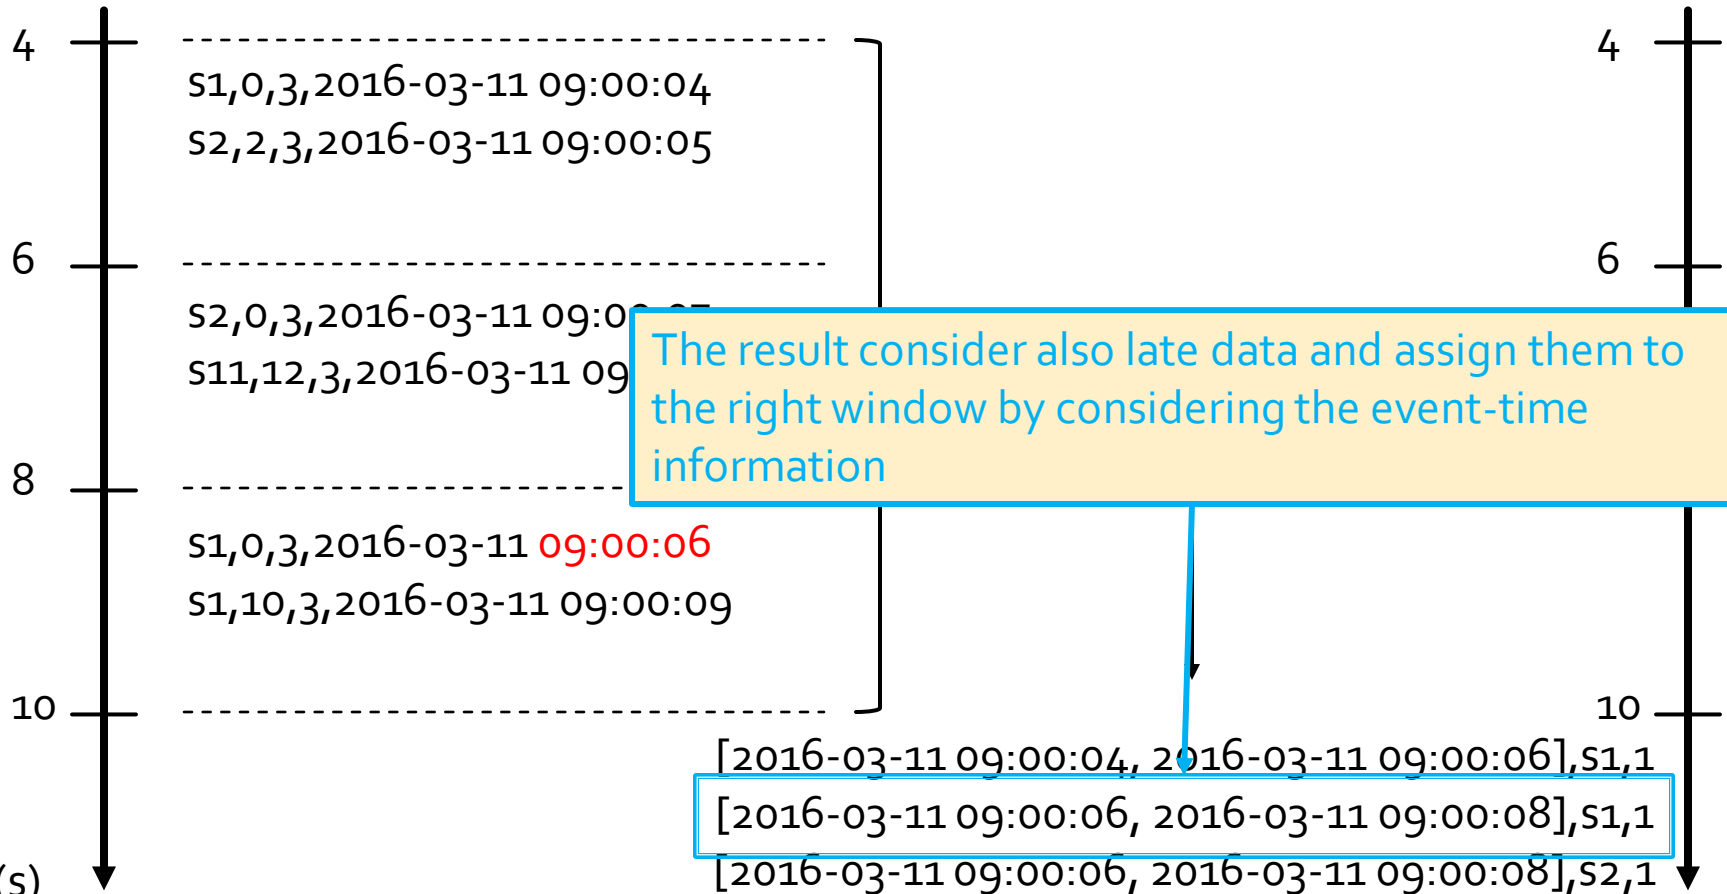 4
s1,0,3,2016-03-11 09:00:04
s2,2,3,2016-03-11 09:00:05
6
s2,0,3,2016-03-11
s11,12,3,2016-03-11
8
s1,0,3,2016-03-11 09:00:06
s1,10,3,2016-03-11 09:00:09
10
(s)
The result consider also late data and assign them to
the right window by considering the event-time
information
4
6
10
[2016-03-11 09:00:04, 2016-03-11 09:00:06],s1,1
[2016-03-11 09:00:06, 2016-03-11 09:00:08],s1,1
[2016-03-11 09:00:06, 2016-03-11 09:00:08],s2,1